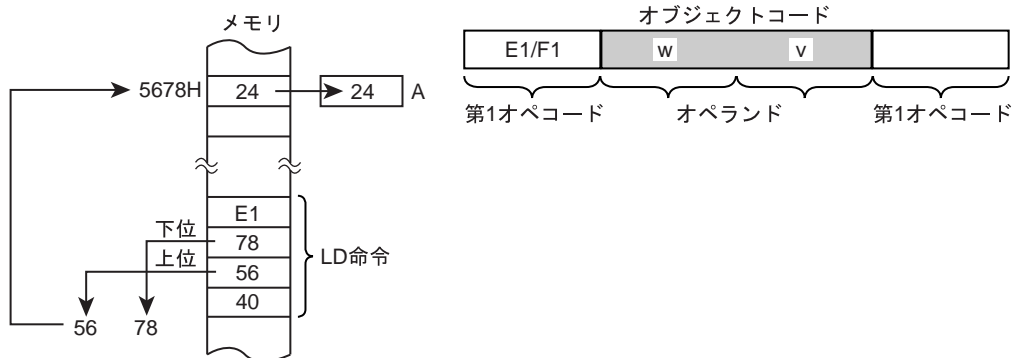 メモリ
5678H
24
24
A
E1
下位
78
上位
56
40
LD命令
56
78
オブジェクトコード
E1/F1
w
v
第1オペコード
オペランド
第1オペコード